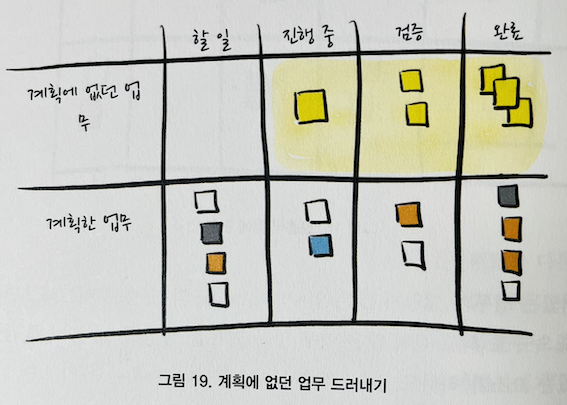 할 일 진행 중 검증 완료
계획에 없던 업
무
계획한 업무
그림 19. 계획에 없던 업무 드러내기